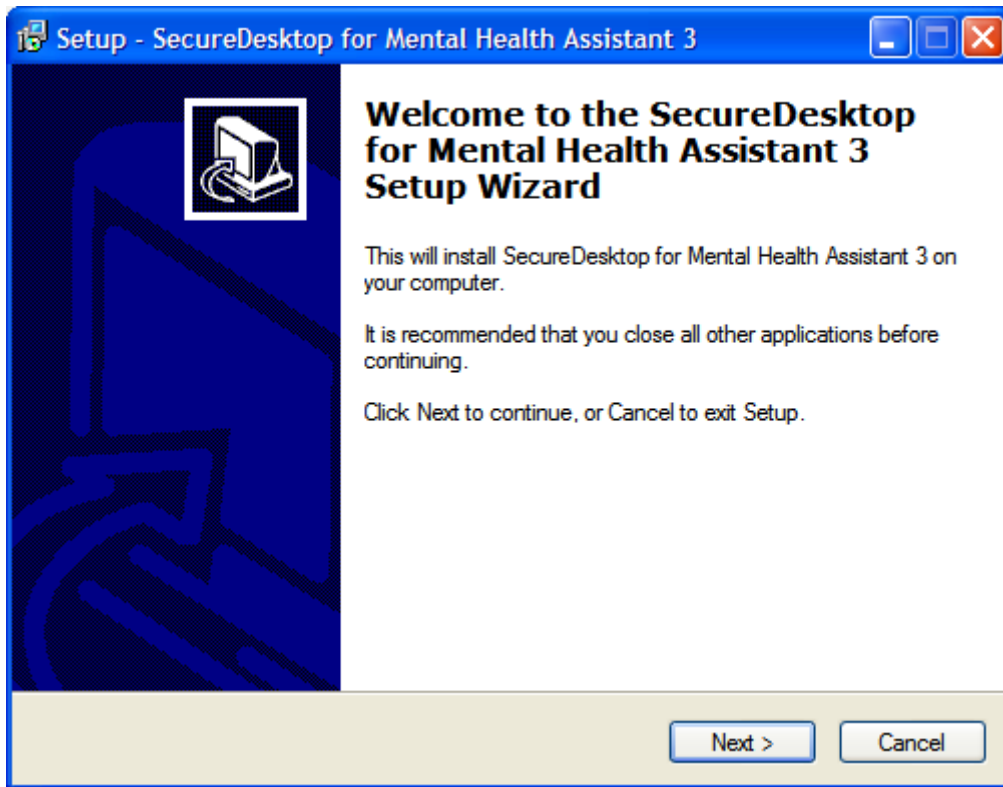 Setup - SecureDesktop for Mental Health Assistant 3
Welcome to the SecureDesktop
for Mental Health Assistant 3
Setup Wizard
This will install SecureDesktop for Mental Health Assistant 3 on
your computer.
It is recommended that you close all other applications before
continuing.
Click Next to continue, or Cancel to exit Setup.
Next >
Cancel